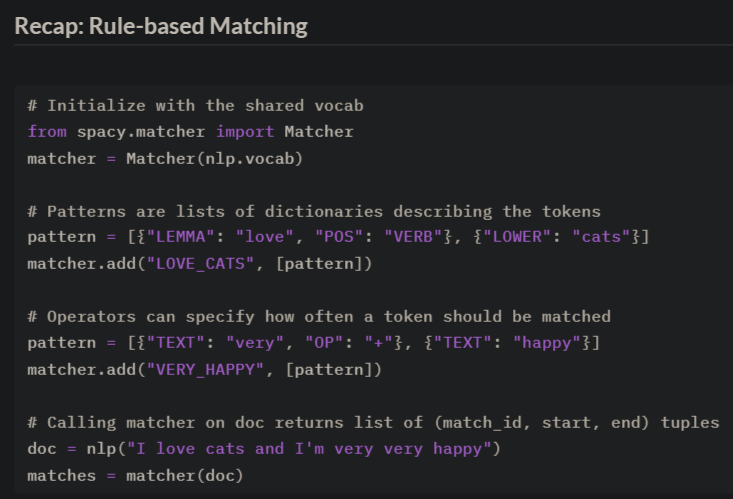 Recap: Rule-based Matching
# Initialize with the shared vocab
from spacy.matcher import Matcher
matcher = Matcher(nlp.vocab)
# Patterns are lists of dictionaries describing the tokens
pattern = [{"LEMMA": "love", "POS": "VERB"}, {"LOWER": "cats"}]
matcher.add("LOVE_CATS", [pattern])
# Operators can specify how often a token should be matched
pattern = [{"TEXT": "very", "OP": "+"}, {"TEXT": "happy"}]
matcher.add("VERY_HAPPY", [pattern])
# Calling matcher on doc returns list of (match_id, start, end) tuples
doc = nlp("I love cats and I'm very very happy")
matches = matcher(doc)